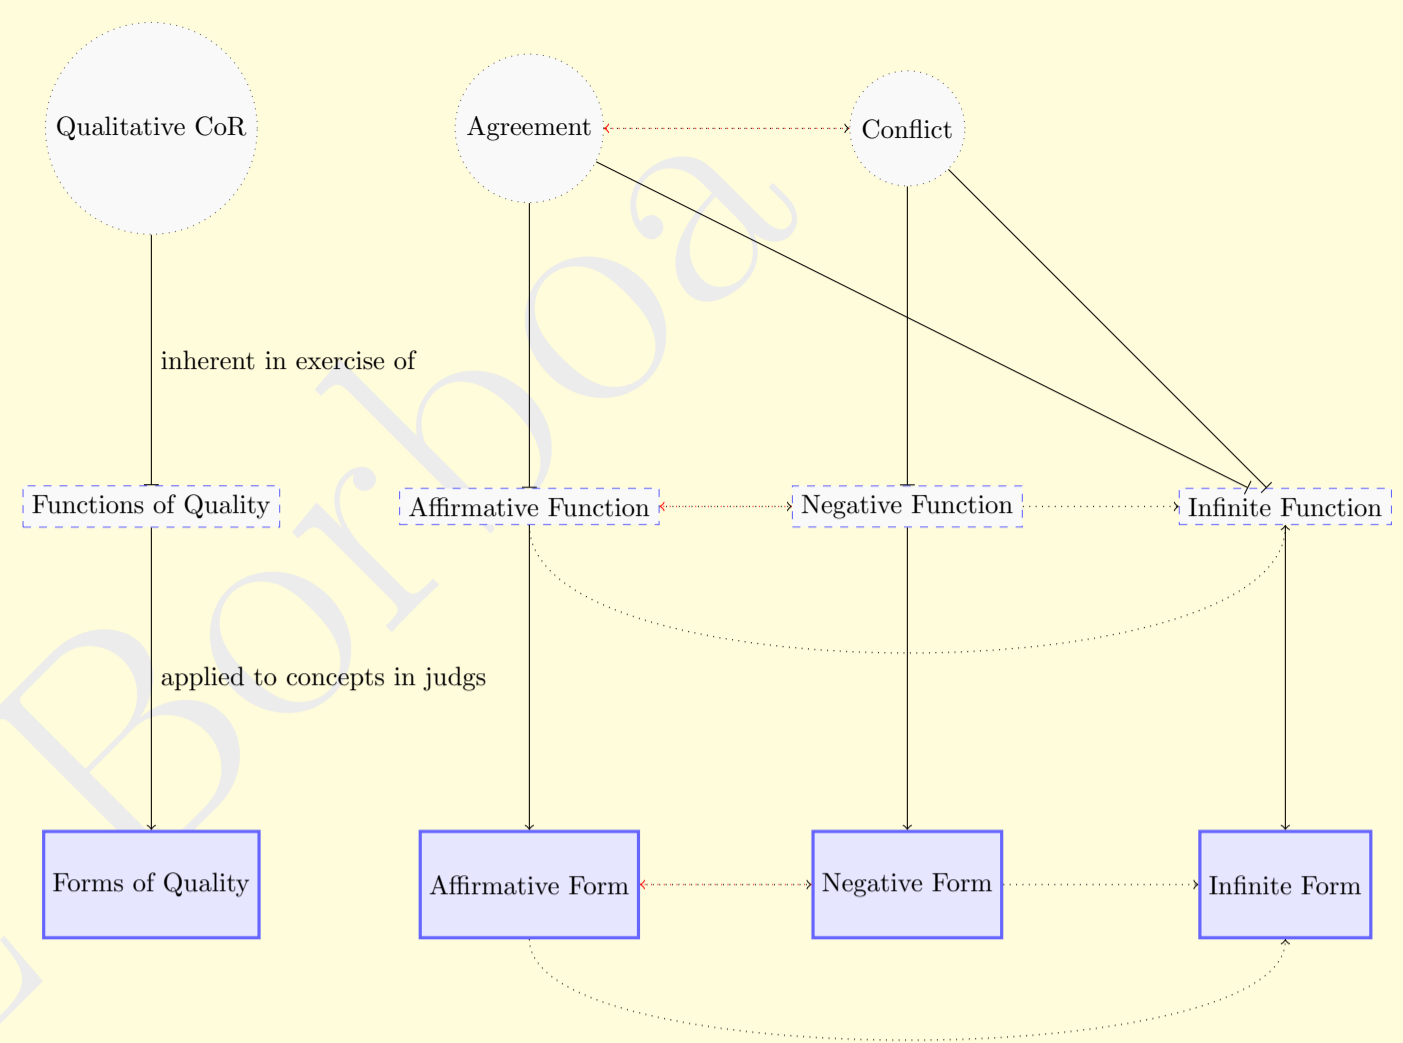 Qualitative CoR
Agreement
Conflict
inherent in exercise of
Functions of Quality
Affirmative Function
Negative Function
Infinite Function
applied to concepts in judgs
Forms of Quality
Affirmative Form
Negative Form
Infinite Form
Borboa